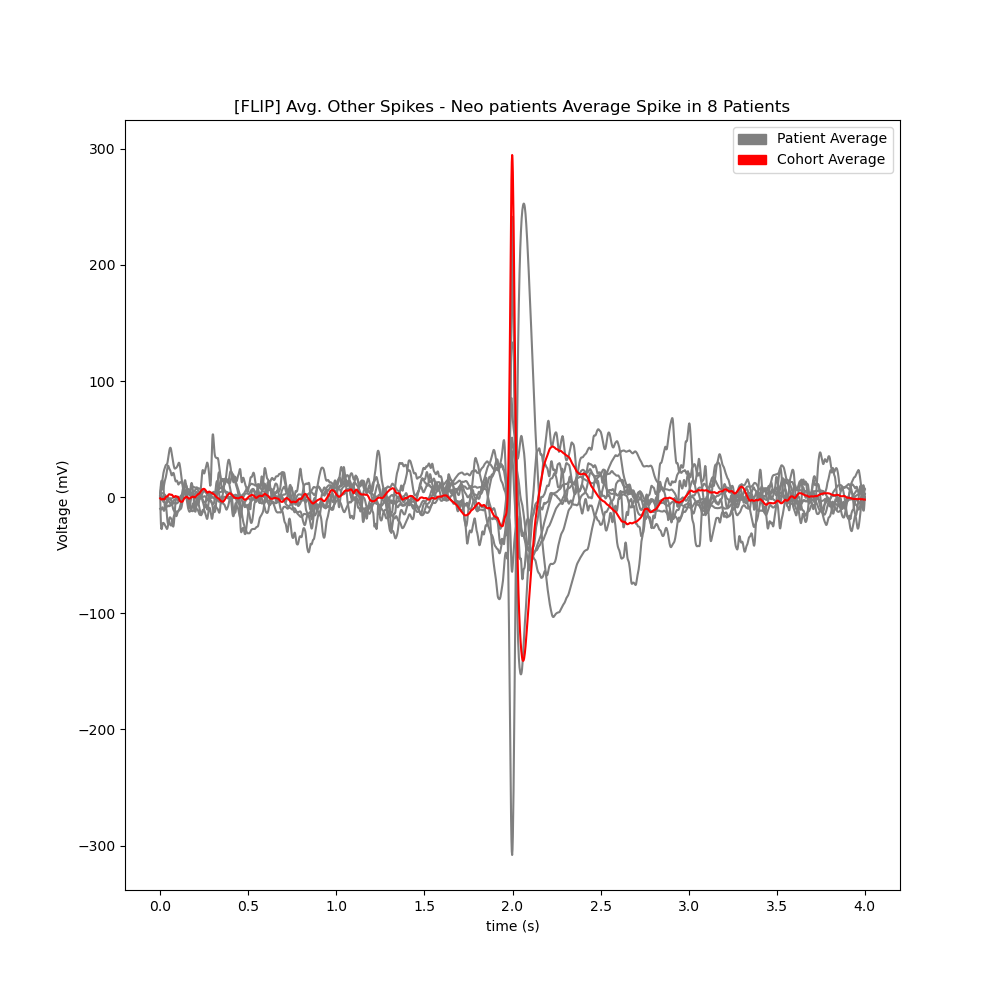 [FLIP] Avg. Other Spikes - Neo patients Average Spike in 8 Patients
Patient Average
Cohort Average
Voltage (mV)
300
200
100
0
−100
−200
−300
0.0 0.5 1.0 1.5 2.0 2.5 3.0 3.5 4.0
time (s)